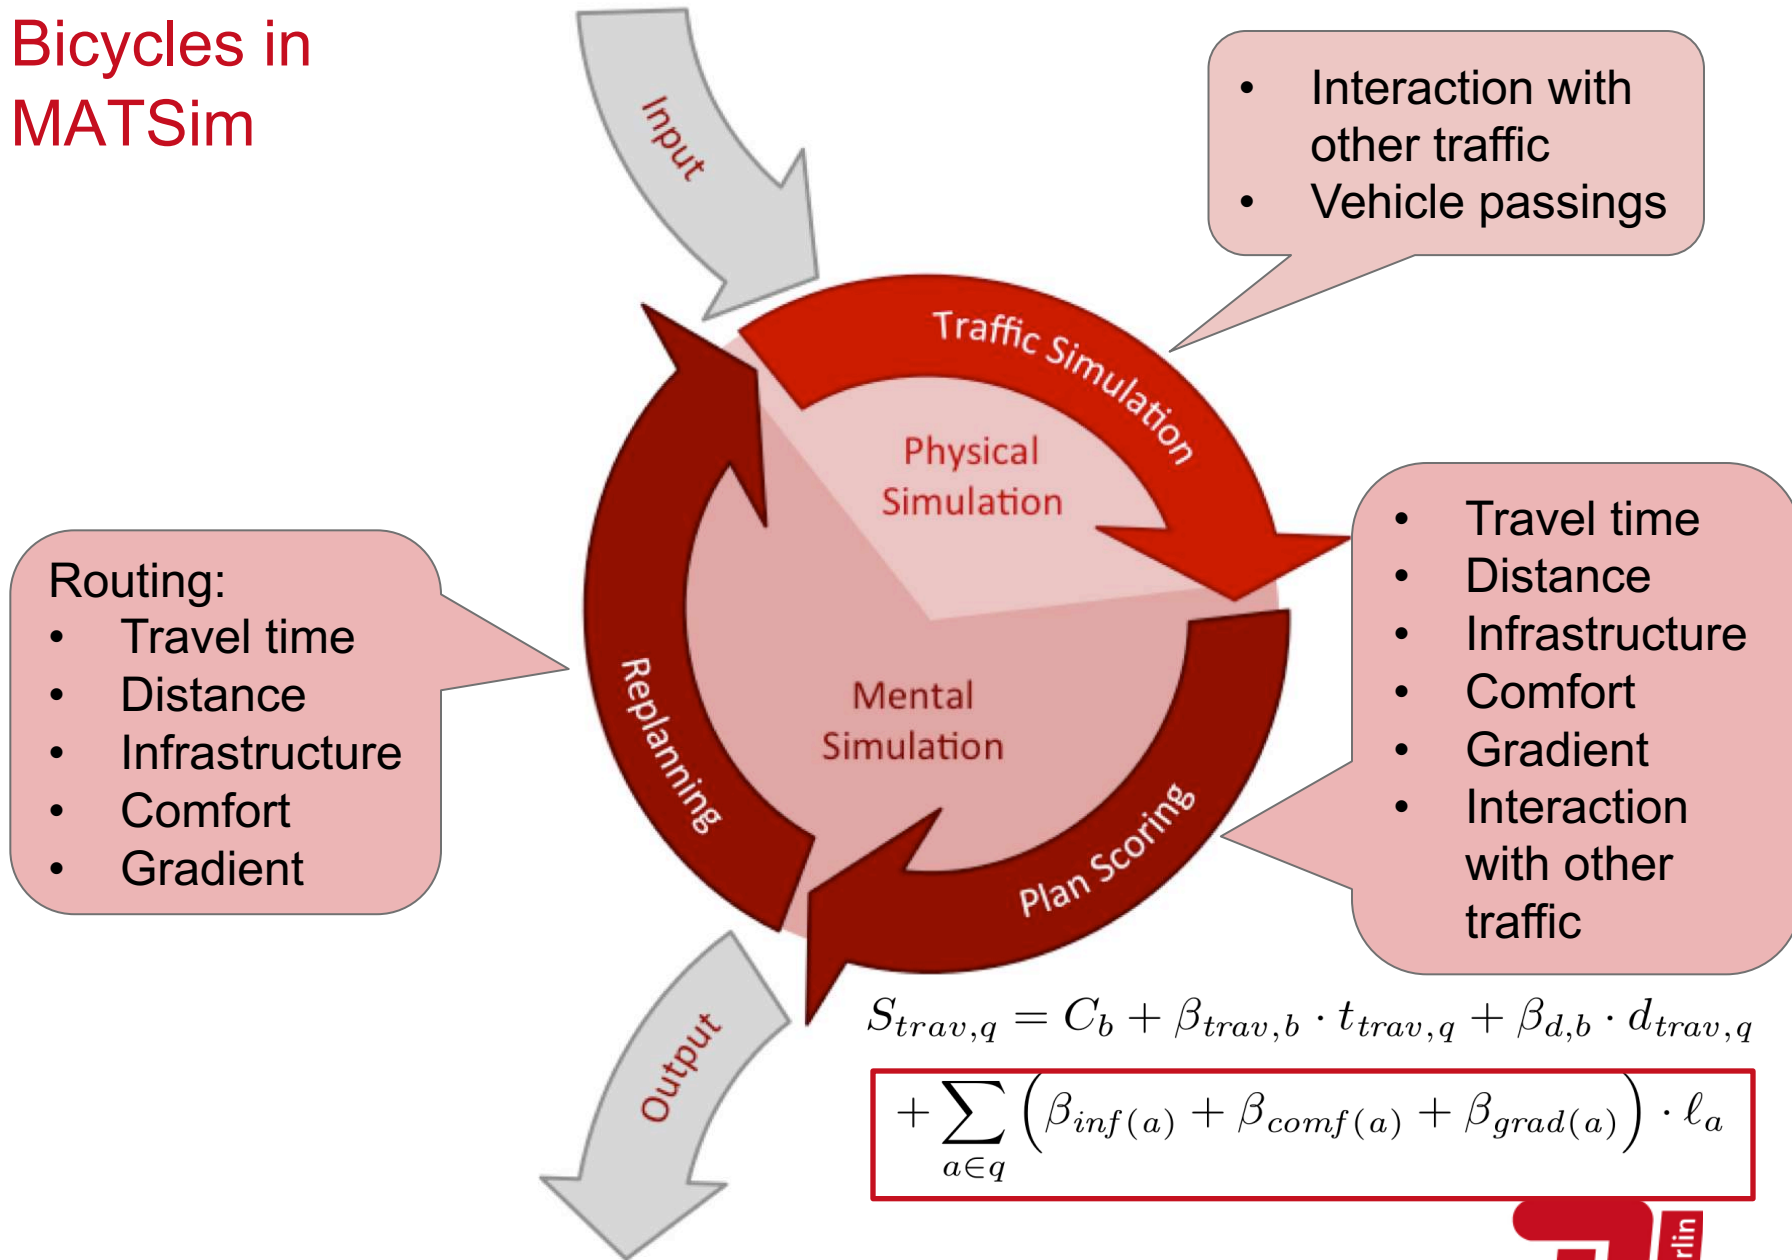 Bicycles in
MATSim
Input
• Interaction with
other traffic
• Vehicle passings
Traffic Simulation
Physical
Simulation
Routing:
• Travel time
• Distance
• Infrastructure
• Comfort
• Gradient
Replanning
Mental
Simulation
• Travel time
• Distance
• Infrastructure
• Comfort
• Gradient
• Interaction
with other
traffic
Plan Scoring
Output
S_{trav,q} = C_b + β_{trav,b} · t_{trav,q} + β_{d,b} · d_{trav,q}
+ ∑_{a∈q} (β_{inf(a)} + β_{comf(a)} + β_{grad(a)}) · ℓ_a
rlin